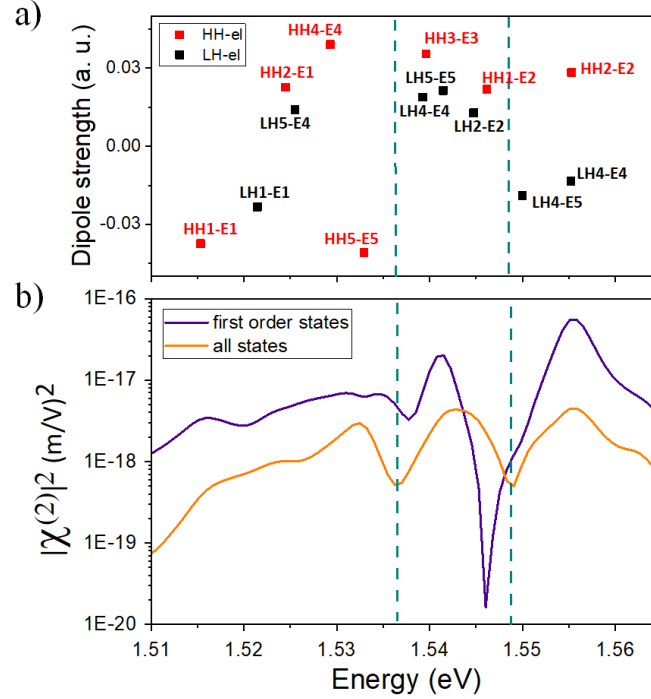 a)
HH-el
LH-el
HH4-E4
HH3-E3
HH2-E1
LH5-E5
HH1-E2
HH2-E2
LH5-E4
LH4-E4
LH2-E2
LH1-E1
LH4-E4
LH4-E5
HH1-E1
HH5-E5
0.03
0.00
-0.03
Dipole strength (a. u.)
b)
first order states
all states
1E-16
1E-17
1E-18
1E-19
1E-20
|χ(2)|2 (m/V)2
1.51 1.52 1.53 1.54 1.55 1.56
Energy (eV)